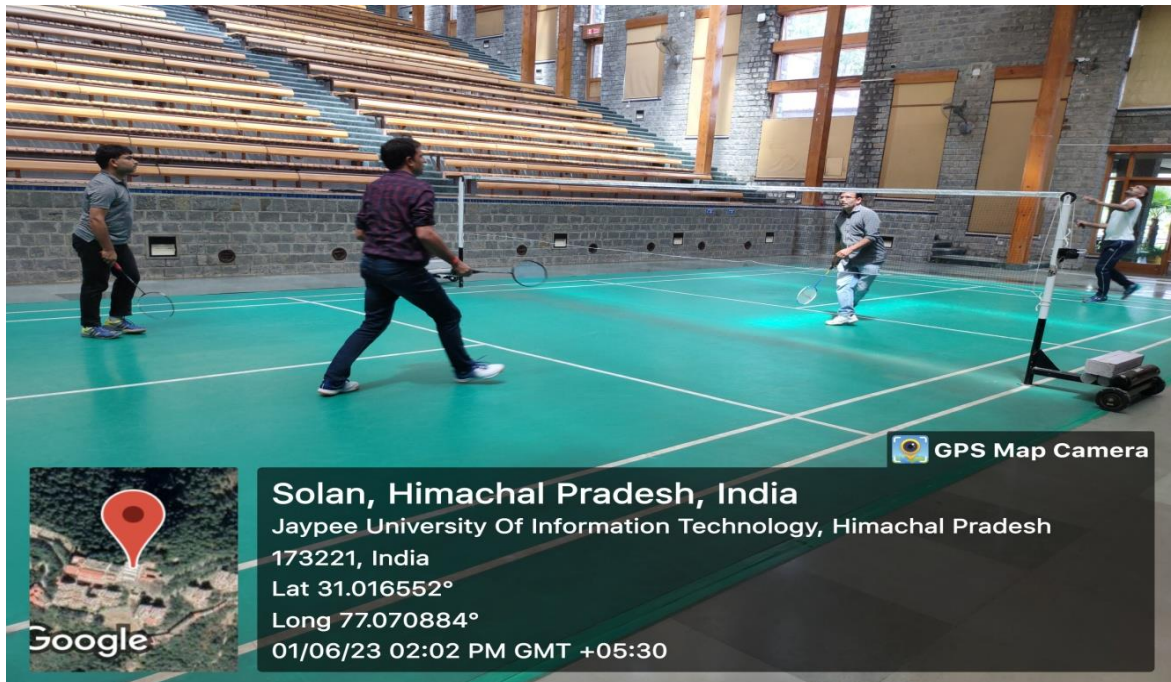 GPS Map Camera
Solan, Himachal Pradesh, India
Jaypee University Of Information Technology, Himachal Pradesh
173221, India
Lat 31.016552°
Long 77.070884°
01/06/23 02:02 PM GMT +05:30
Google